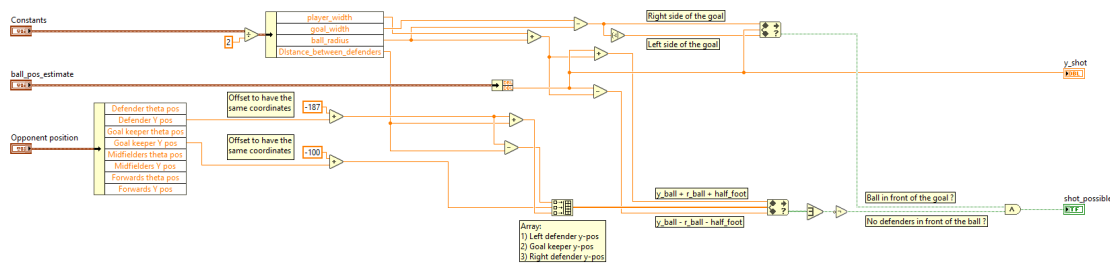 Constants
player_width
goal_width
ball_radius
Distance_between_defenders
2
Right side of the goal
Left side of the goal
y_shot
DBL
ball_pos_estimate
Offset to have the
same coordinates
-187
Defender theta pos
Defender Y pos
Goal keeper theta pos
Goal keeper Y pos
Midfielders theta pos
Midfielders Y pos
Forwards theta pos
Forwards Y pos
Opponent position
Offset to have the
same coordinates
-100
y_ball + r_ball + half_foot
y_ball - r_ball - half_foot
Ball in front of the goal ?
No defenders in front of the ball ?
shot_possible
TF
Array:
1) Left defender y-pos
2) Goal keeper y-pos
3) Right defender y-pos